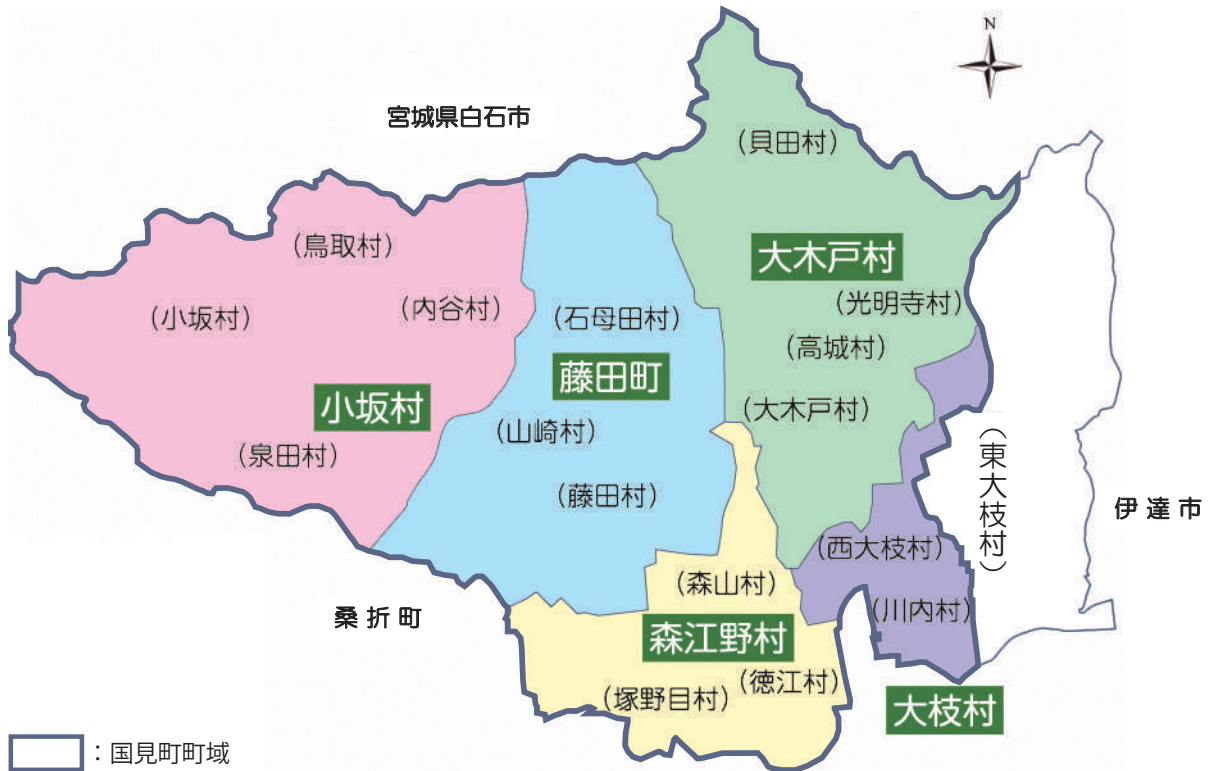 N
宮城県白石市
（貝田村）
（鳥取村）
大木戸村
（小坂村）
（内谷村）
（石母田村）
（光明寺村）
（高城村）
藤田町
小坂村
（大木戸村）
（山崎村）
（泉田村）
（藤田村）
（東大枝村）
伊達市
（西大枝村）
（森山村）
（川内村）
桑折町
森江野村
（徳江村）
（塚野目村）
大枝村
：国見町町域